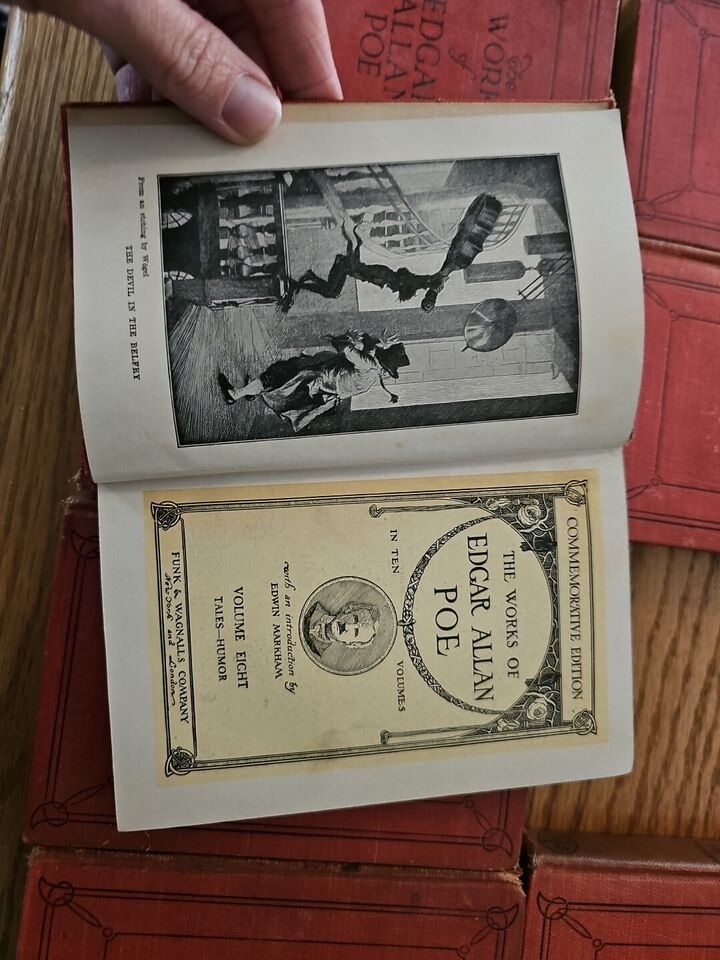 The
WORKS
of
EDGAR
ALLAN
POE
From an etching by Wögel
THE DEVIL IN THE BELFRY
COMMEMORATIVE EDITION
THE WORKS OF
EDGAR ALLAN
POE
IN TEN VOLUMES
with an introduction by
EDWIN MARKHAM
VOLUME EIGHT
TALES—HUMOR
FUNK & WAGNALLS COMPANY
New York and London